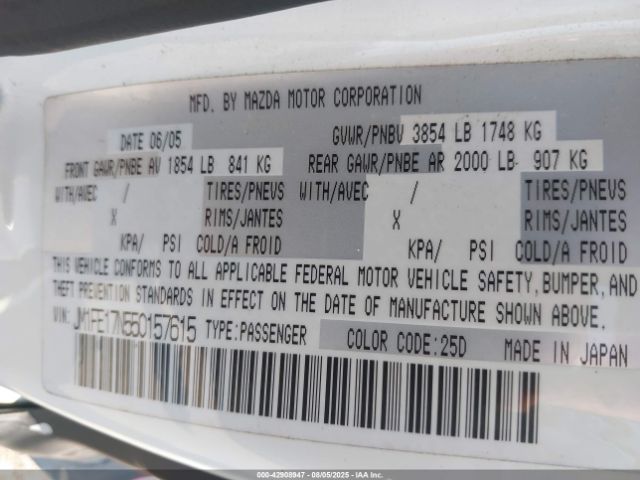 MFD. BY MAZDA MOTOR CORPORATION
DATE 06/05 GVWR/PNBV 3854 LB 1748 KG
FRONT GAWR/PNBE AV 1854 LB 841 KG REAR GAWR/PNBE AR 2000 LB 907 KG
WITH/AVEC / TIRES/PNEUS WITH/AVEC / TIRES/PNEUS
X RIMS/JANTES X RIMS/JANTES
KPA/ PSI COLD/A FROID KPA/ PSI COLD/A FROID
THIS VEHICLE CONFORMS TO ALL APPLICABLE FEDERAL MOTOR VEHICLE SAFETY, BUMPER, AND
THEFT PREVENTION STANDARDS IN EFFECT ON THE DATE OF MANUFACTURE SHOWN ABOVE.
VIN: JM1FE17N550157615 TYPE:PASSENGER COLOR CODE:25D MADE IN JAPAN
000-42908947 - 08/05/2025 - Copyright IAA, LLC